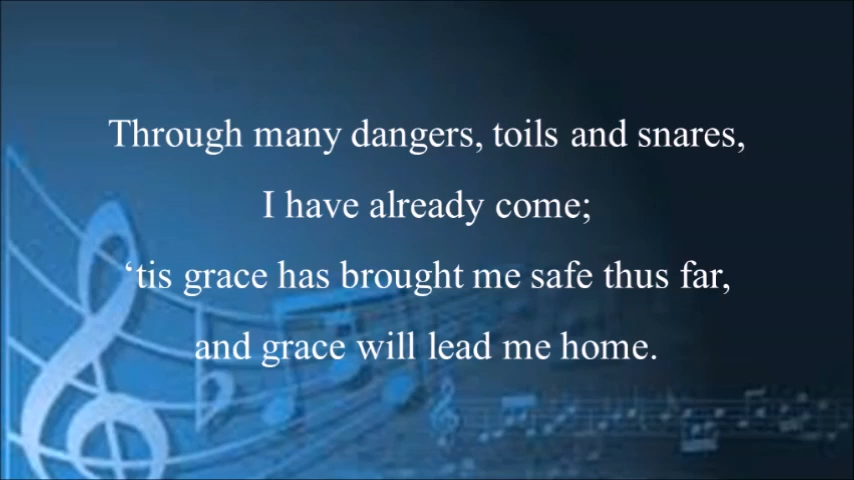 Through many dangers, toils and snares,
I have already come;
‘tis grace has brought me safe thus far,
and grace will lead me home.